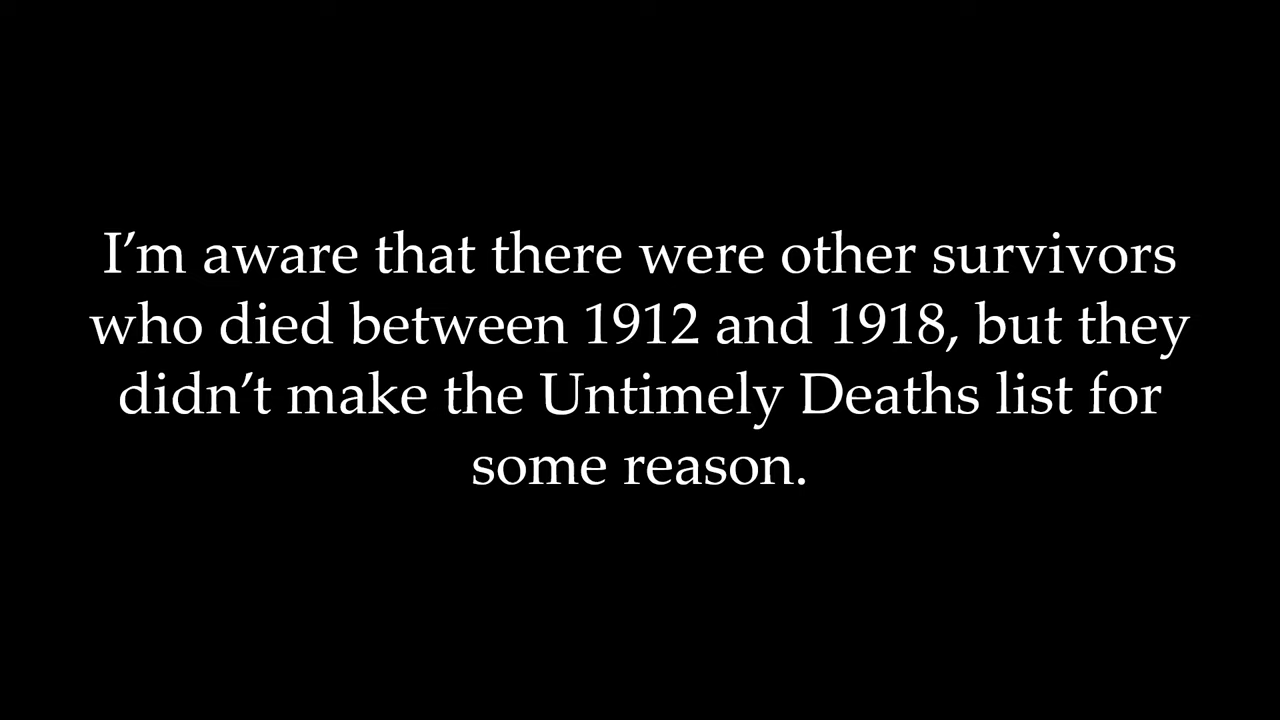 I’m aware that there were other survivors
who died between 1912 and 1918, but they
didn’t make the Untimely Deaths list for
some reason.